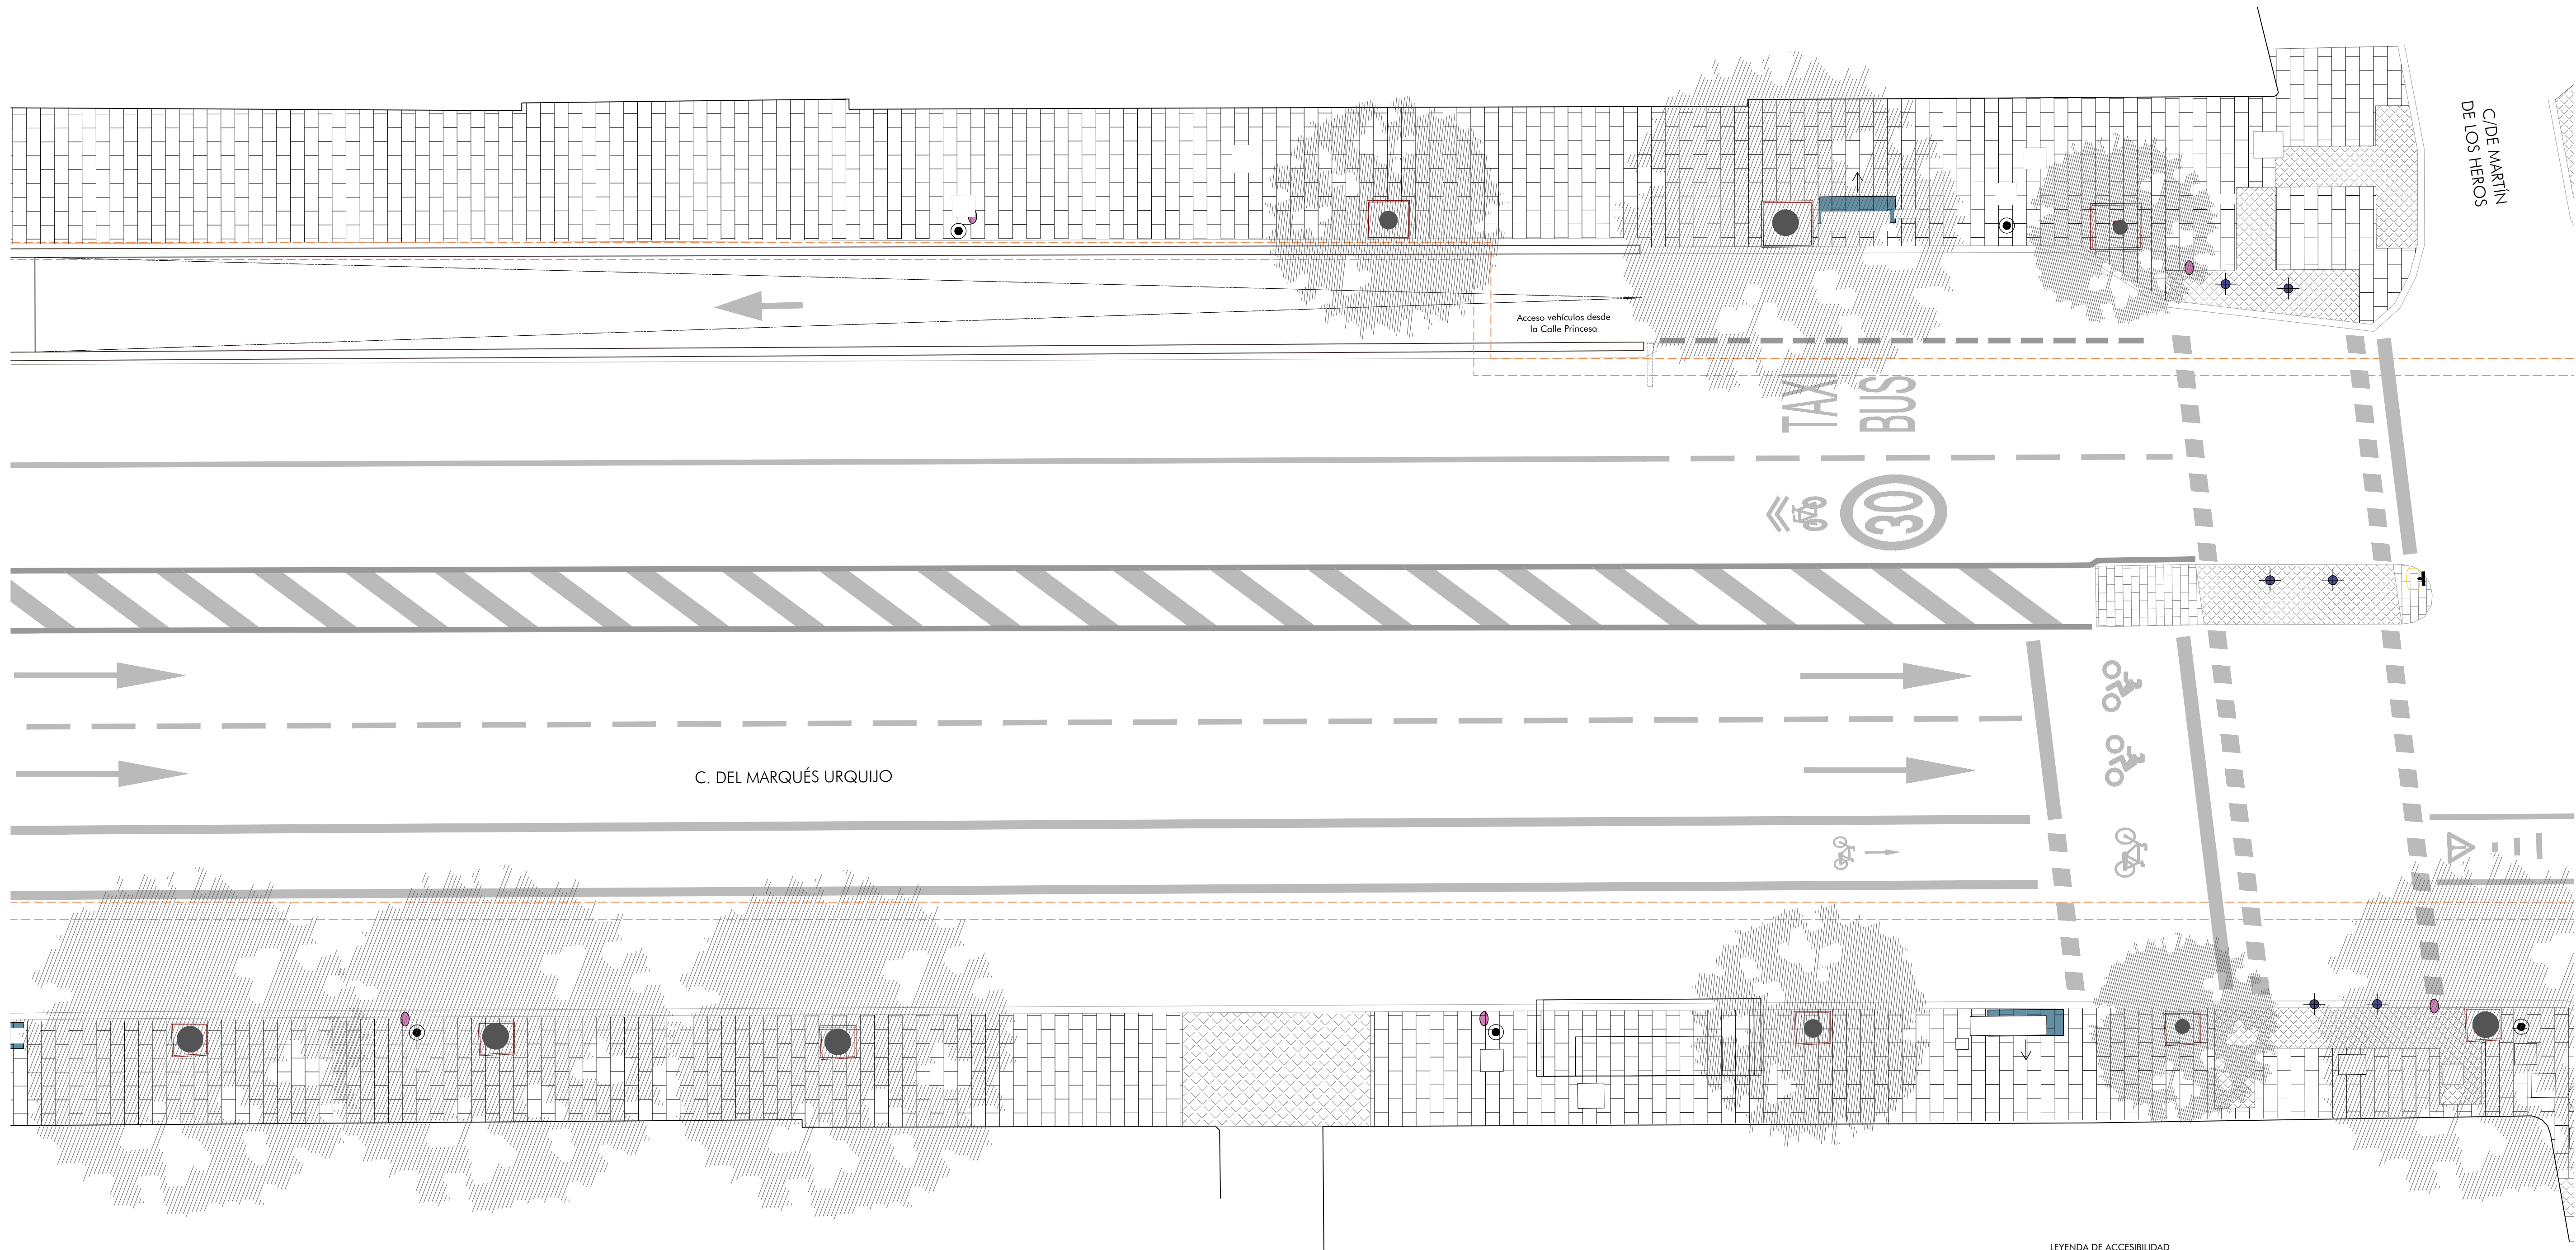 C/DE MARTÍN
DE LOS HEROS
Acceso vehículos desde
la Calle Princesa
TAXI
BUS
30
C. DEL MARQUÉS URQUIJO
LEYENDA DE ACCESIBILIDAD